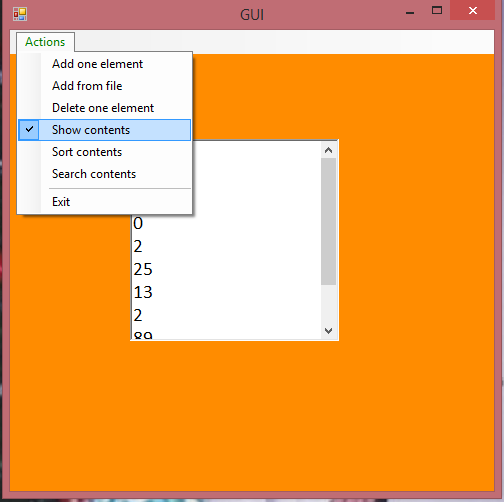 GUI
Actions
Add one element
Add from file
Delete one element
Show contents
Sort contents
Search contents
Exit
0
2
25
13
2
89